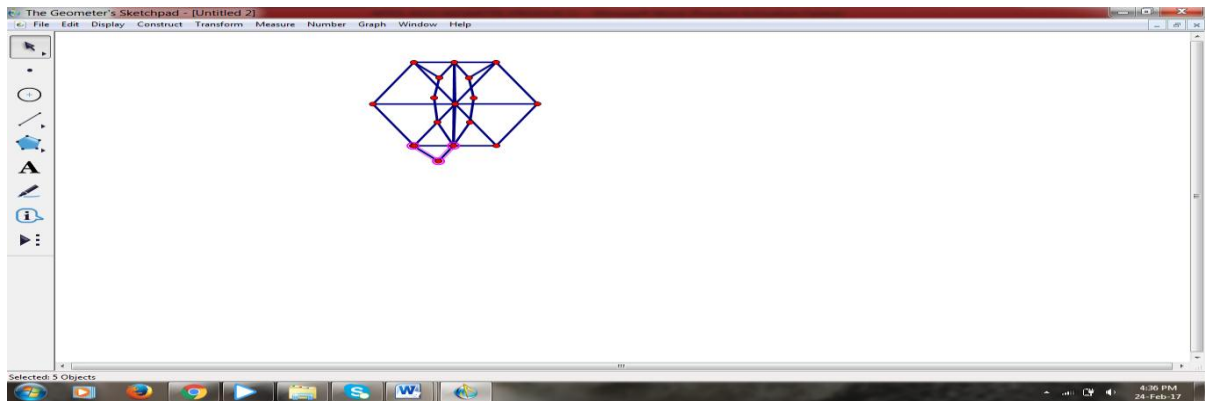 The Geometer's Sketchpad - [Untitled 2]
File Edit Display Construct Transform Measure Number Graph Window Help
A
Selected: 5 Objects
4:36 PM
24-Feb-17